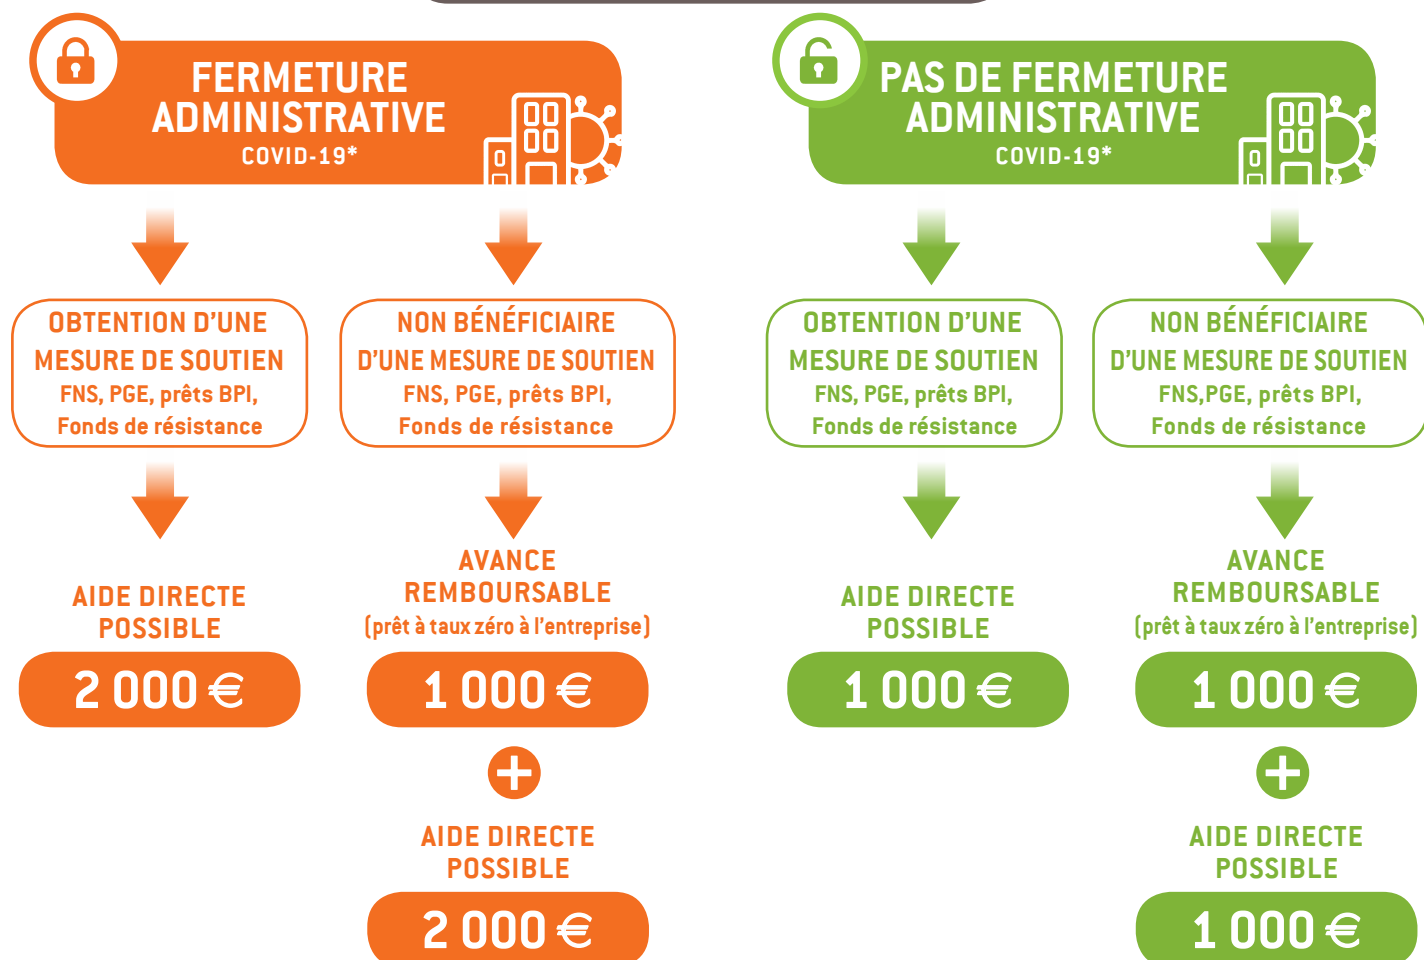 FERMETURE
ADMINISTRATIVE
COVID-19*
OBTENTION D'UNE
MESURE DE SOUTIEN
FNS, PGE, prêts BPI,
Fonds de résistance
AIDE DIRECTE
POSSIBLE
2 000 €
NON BÉNÉFICIAIRE
D'UNE MESURE DE SOUTIEN
FNS, PGE, prêts BPI,
Fonds de résistance
AVANCE
REMBOURSABLE
(prêt à taux zéro à l'entreprise)
1 000 €
+
AIDE DIRECTE
POSSIBLE
2 000 €
PAS DE FERMETURE
ADMINISTRATIVE
COVID-19*
OBTENTION D'UNE
MESURE DE SOUTIEN
FNS, PGE, prêts BPI,
Fonds de résistance
AIDE DIRECTE
POSSIBLE
1 000 €
NON BÉNÉFICIAIRE
D'UNE MESURE DE SOUTIEN
FNS,PGE, prêts BPI,
Fonds de résistance
AVANCE
REMBOURSABLE
(prêt à taux zéro à l'entreprise)
1 000 €
+
AIDE DIRECTE
POSSIBLE
1 000 €